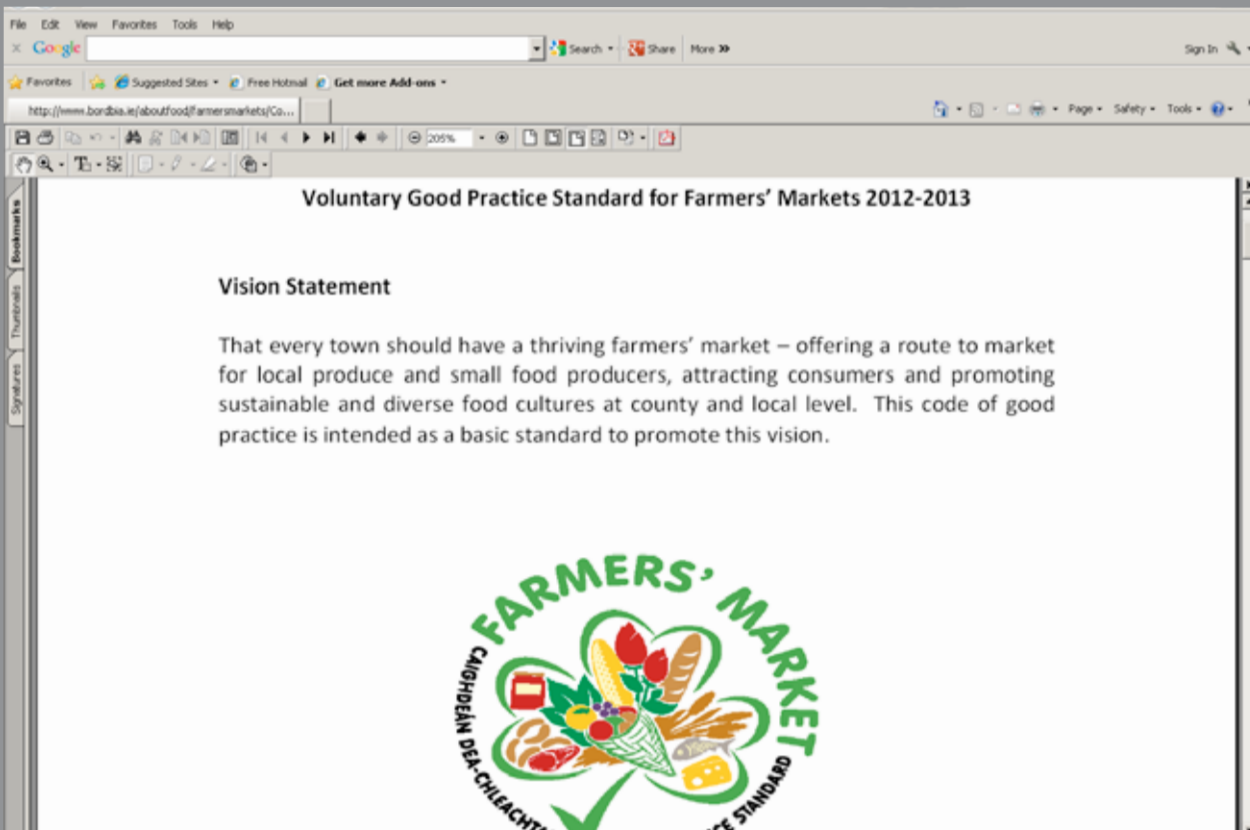 File Edit View Favorites Tools Help
Google Search Share More Sign In
Favorites Suggested Sites Free Hotmail Get more Add-ons
http://www.bordbia.ie/aboutfood/farmersmarkets/Co... Page Safety Tools
205%
Bookmarks
Thumbnails
Signatures
Voluntary Good Practice Standard for Farmers’ Markets 2012-2013
Vision Statement
That every town should have a thriving farmers’ market – offering a route to market
for local produce and small food producers, attracting consumers and promoting
sustainable and diverse food cultures at county and local level. This code of good
practice is intended as a basic standard to promote this vision.
FARMERS’ MARKET
CAIGHDEÁN DEA-CHLEACHT
STANDARD